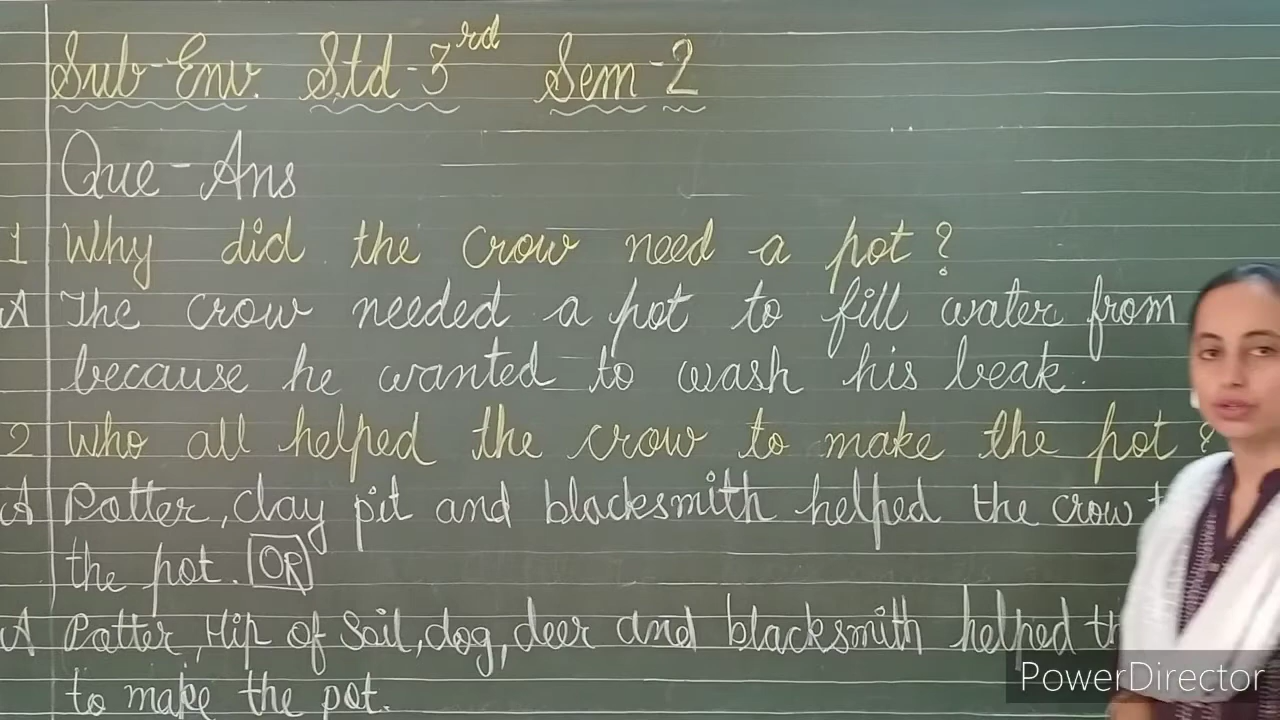 Sub-Env. Std-3rd Sem-2
Que-Ans
1 Why did the crow need a pot?
A The crow needed a pot to fill water from
because he wanted to wash his beak.
2 Who all helped the crow to make the pot?
A Potter, clay pit and blacksmith helped the crow
the pot. OR
A Potter, Hip of Soil, dog, deer and blacksmith helped
to make the pot.
PowerDirector